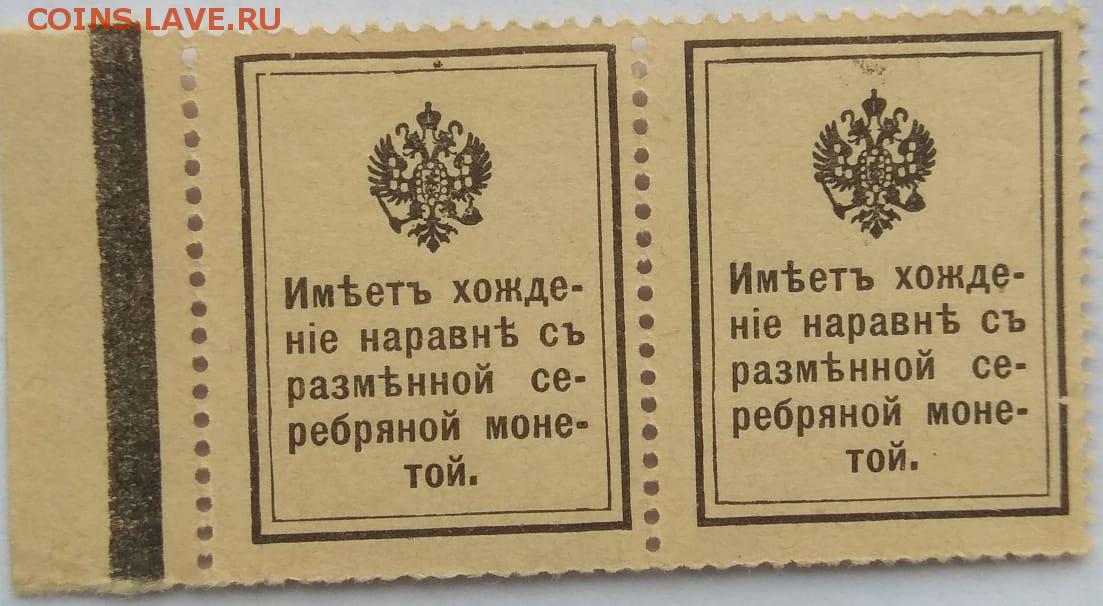 COINS.LAVE.RU
Имѣетъ хожде-
ніе наравнѣ съ
размѣнной се-
ребряной моне-
той.
Имѣетъ хожде-
ніе наравнѣ съ
размѣнной се-
ребряной моне-
той.